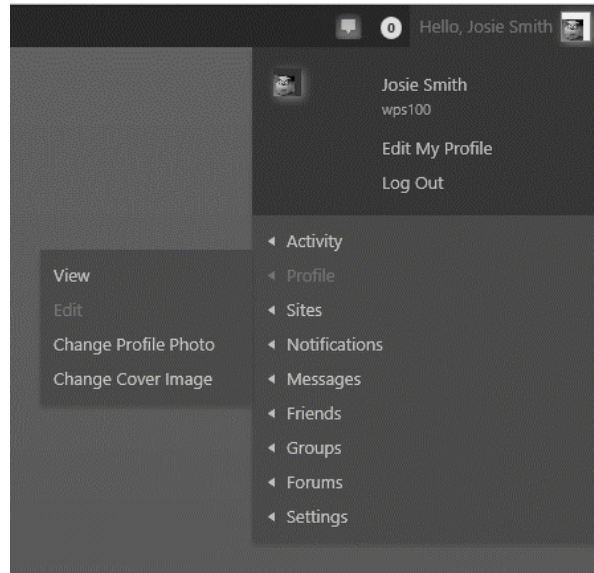 0 Hello, Josie Smith
Josie Smith
wps100
Edit My Profile
Log Out
Activity
Profile
Sites
Notifications
Messages
Friends
Groups
Forums
Settings
View
Edit
Change Profile Photo
Change Cover Image